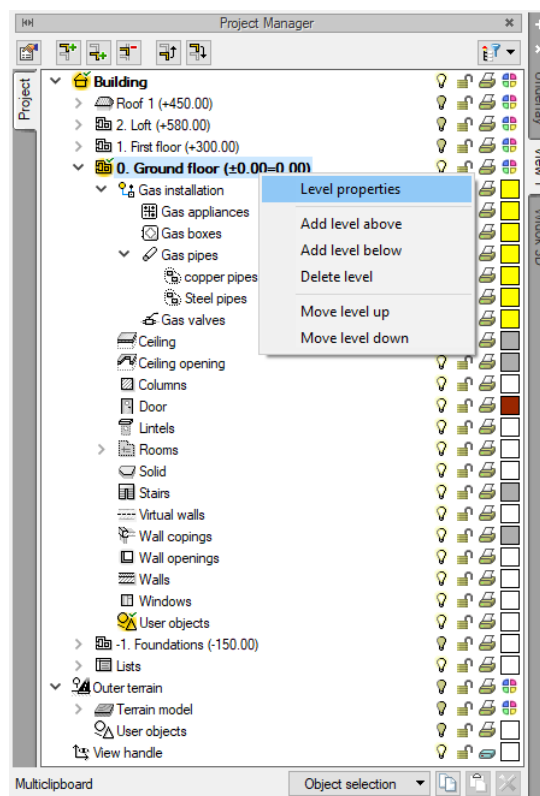 Project Manager
Project
Building
Roof 1 (+450.00)
2. Loft (+580.00)
1. First floor (+300.00)
0. Ground floor (±0.00=0.00)
Gas installation
Level properties
Gas appliances
Add level above
Gas boxes
Add level below
Gas pipes
Delete level
copper pipes
Steel pipes
Move level up
Gas valves
Move level down
Ceiling
Ceiling opening
Columns
Door
Lintels
Rooms
Solid
Stairs
Virtual walls
Wall copings
Wall openings
Walls
Windows
User objects
-1. Foundations (-150.00)
Lists
Outer terrain
Terrain model
User objects
View handle
Multiclipboard
Object selection